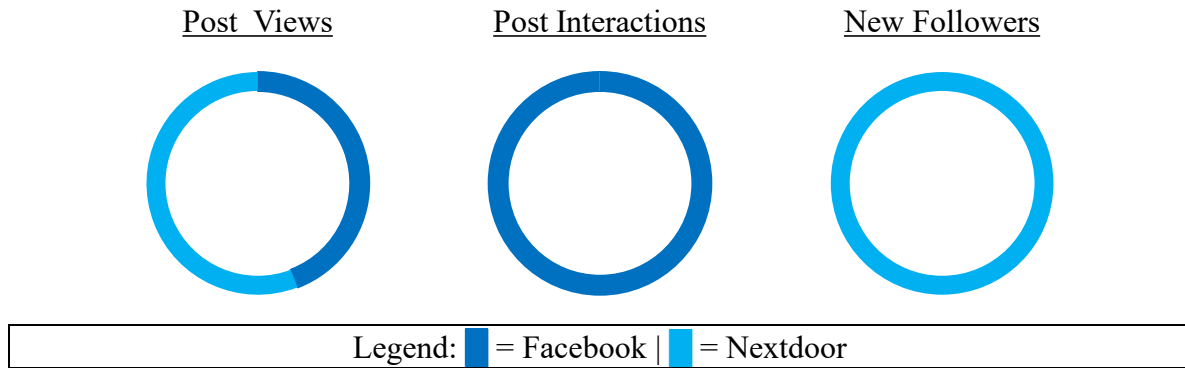 Post Views
Post Interactions
New Followers
Legend: = Facebook | = Nextdoor